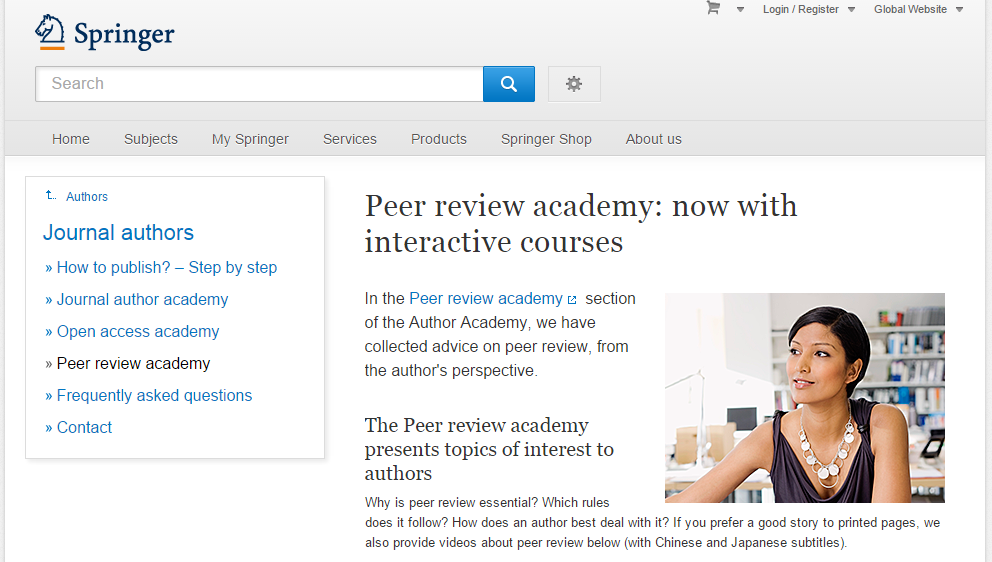 Login / Register
Global Website
Springer
Search
Home
Subjects
My Springer
Services
Products
Springer Shop
About us
Authors
Journal authors
» How to publish? – Step by step
» Journal author academy
» Open access academy
» Peer review academy
» Frequently asked questions
» Contact
Peer review academy: now with
interactive courses
In the Peer review academy section
of the Author Academy, we have
collected advice on peer review, from
the author's perspective.
The Peer review academy
presents topics of interest to
authors
Why is peer review essential? Which rules
does it follow? How does an author best deal with it? If you prefer a good story to printed pages, we
also provide videos about peer review below (with Chinese and Japanese subtitles).